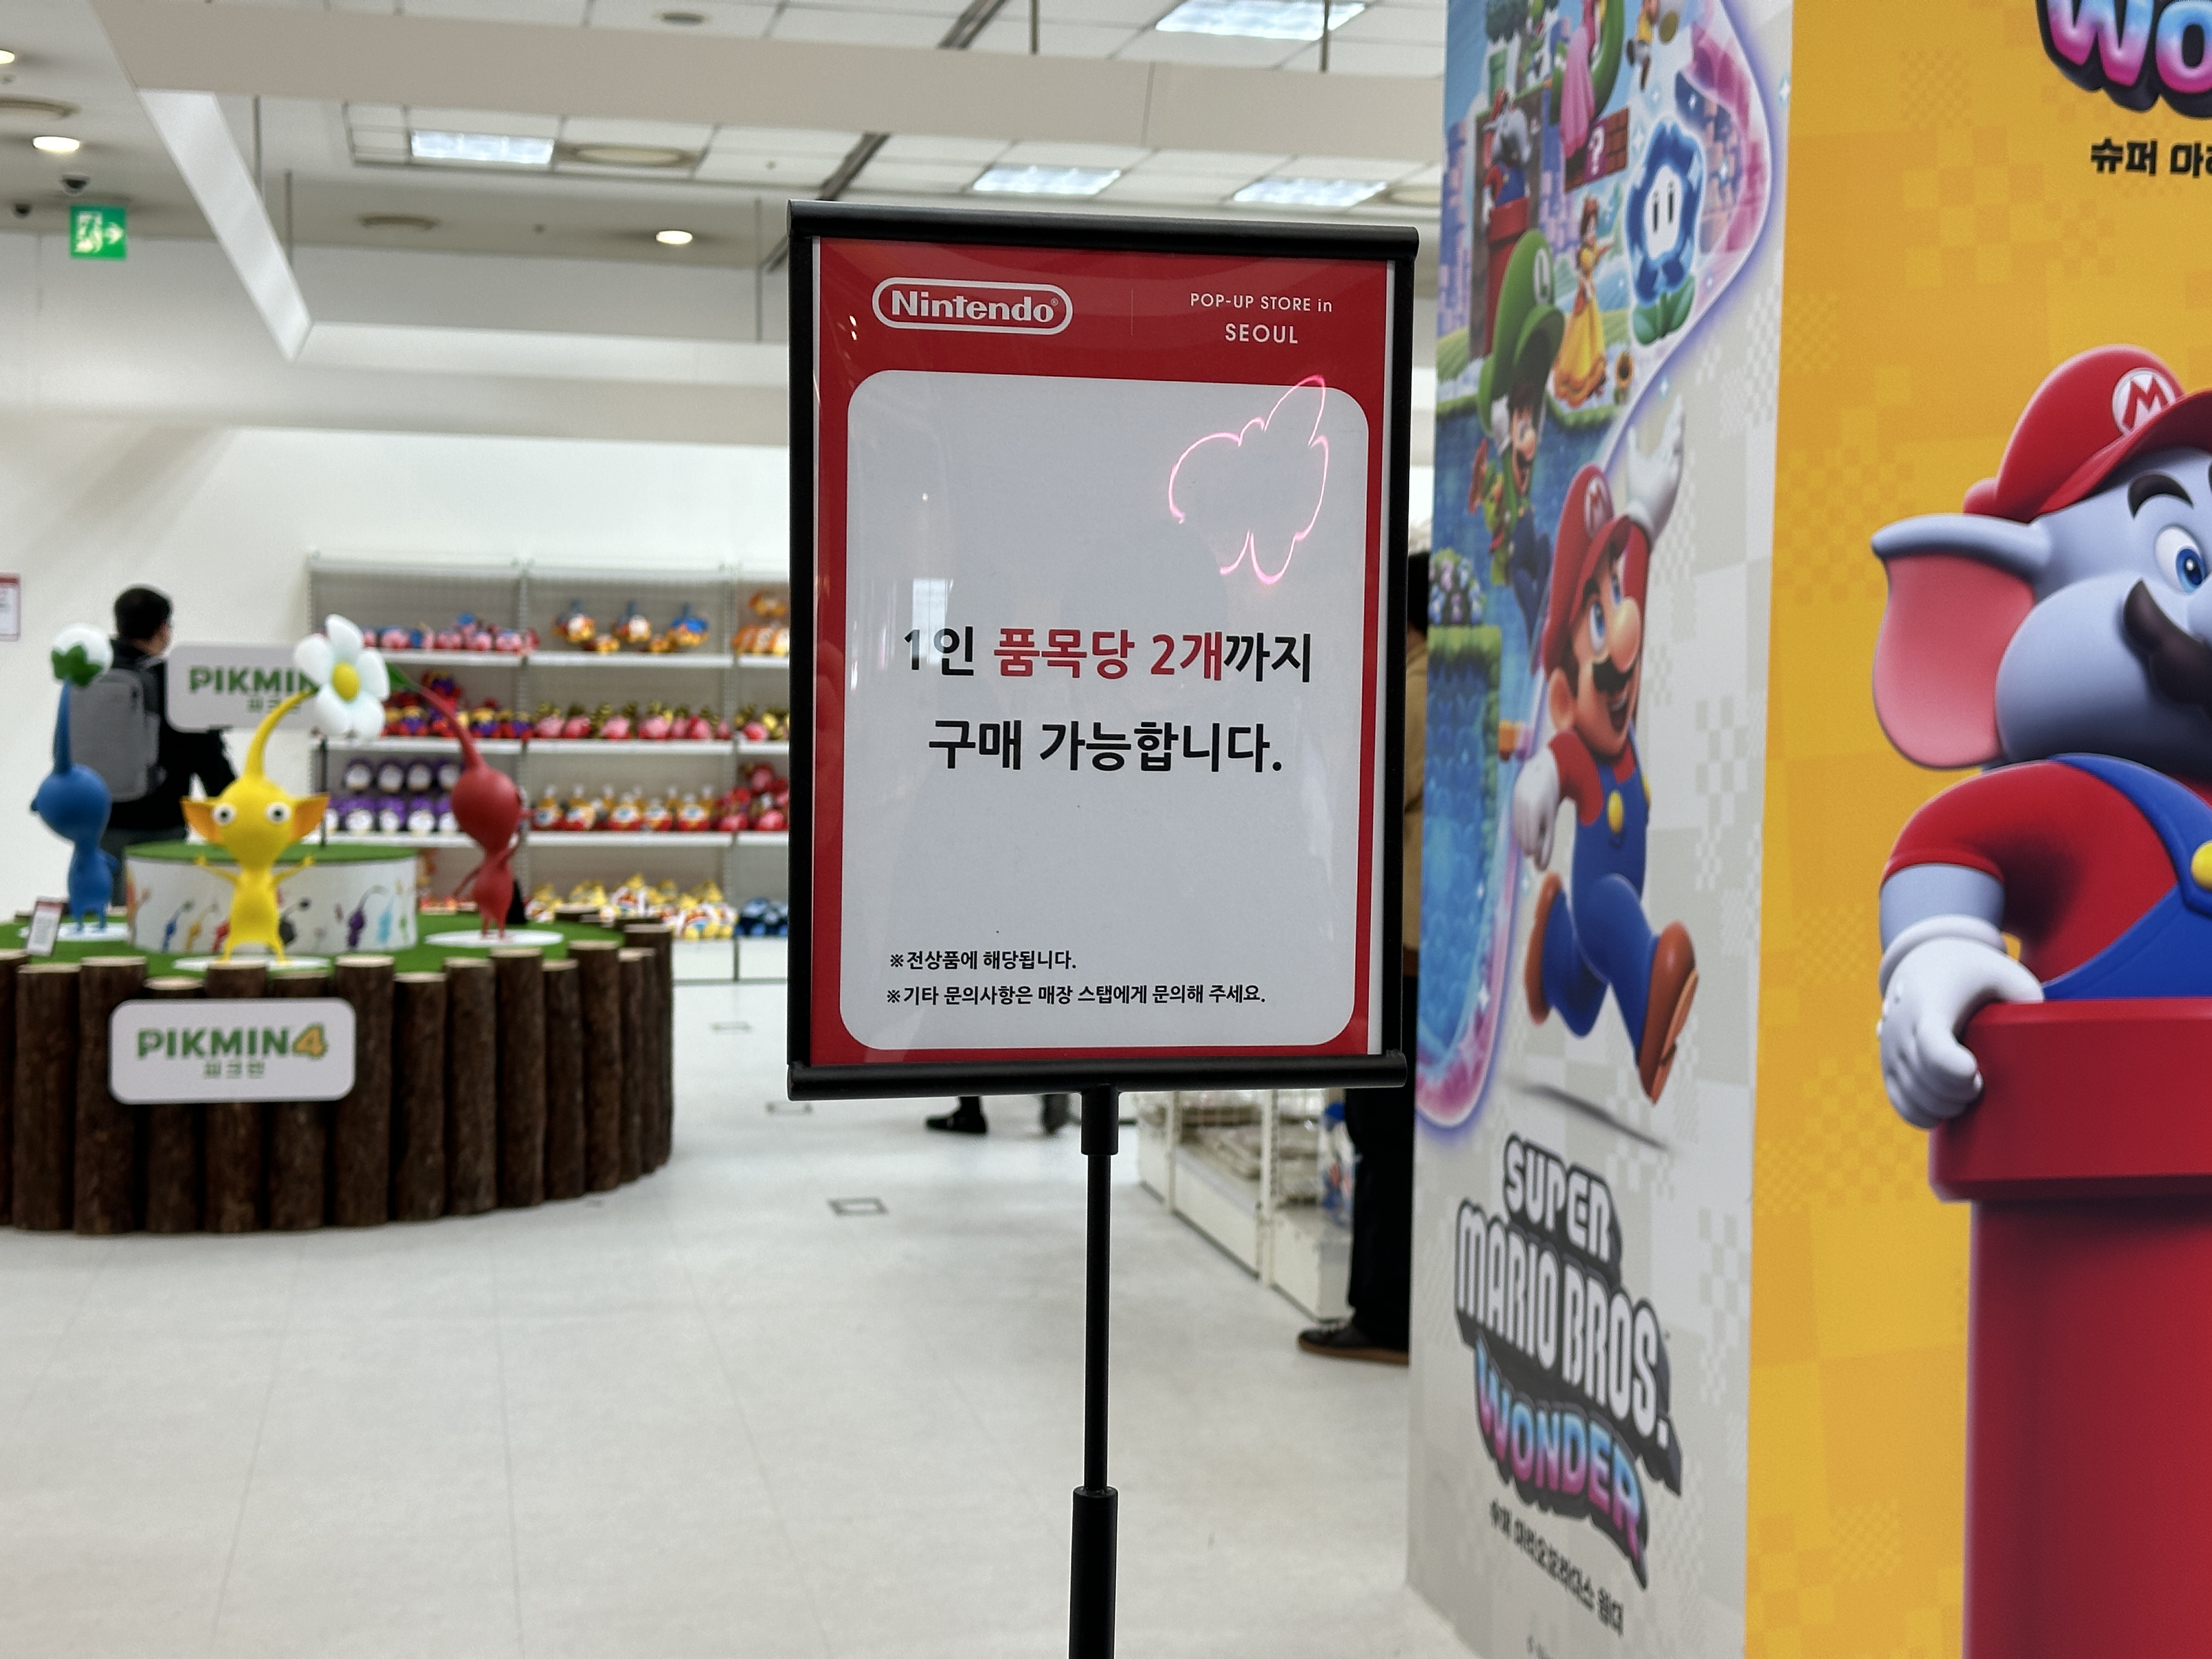 Nintendo®
POP-UP STORE in
SEOUL
1인 품목당 2개까지
구매 가능합니다.
※전상품에 해당됩니다.
※기타 문의사항은 매장 스탭에게 문의해 주세요.
PIKMIN
PIKMIN4
피크민
SUPER
MARIO BROS.
WONDER
슈퍼 마리오브라더스 원더
슈퍼
M